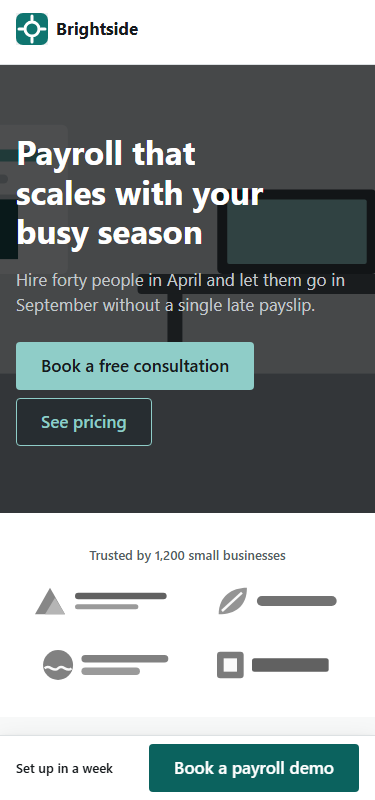 Brightside
Payroll that
scales with your
busy season
Hire forty people in April and let them go in
September without a single late payslip.
Book a free consultation
See pricing
Trusted by 1,200 small businesses
Set up in a week
Book a payroll demo